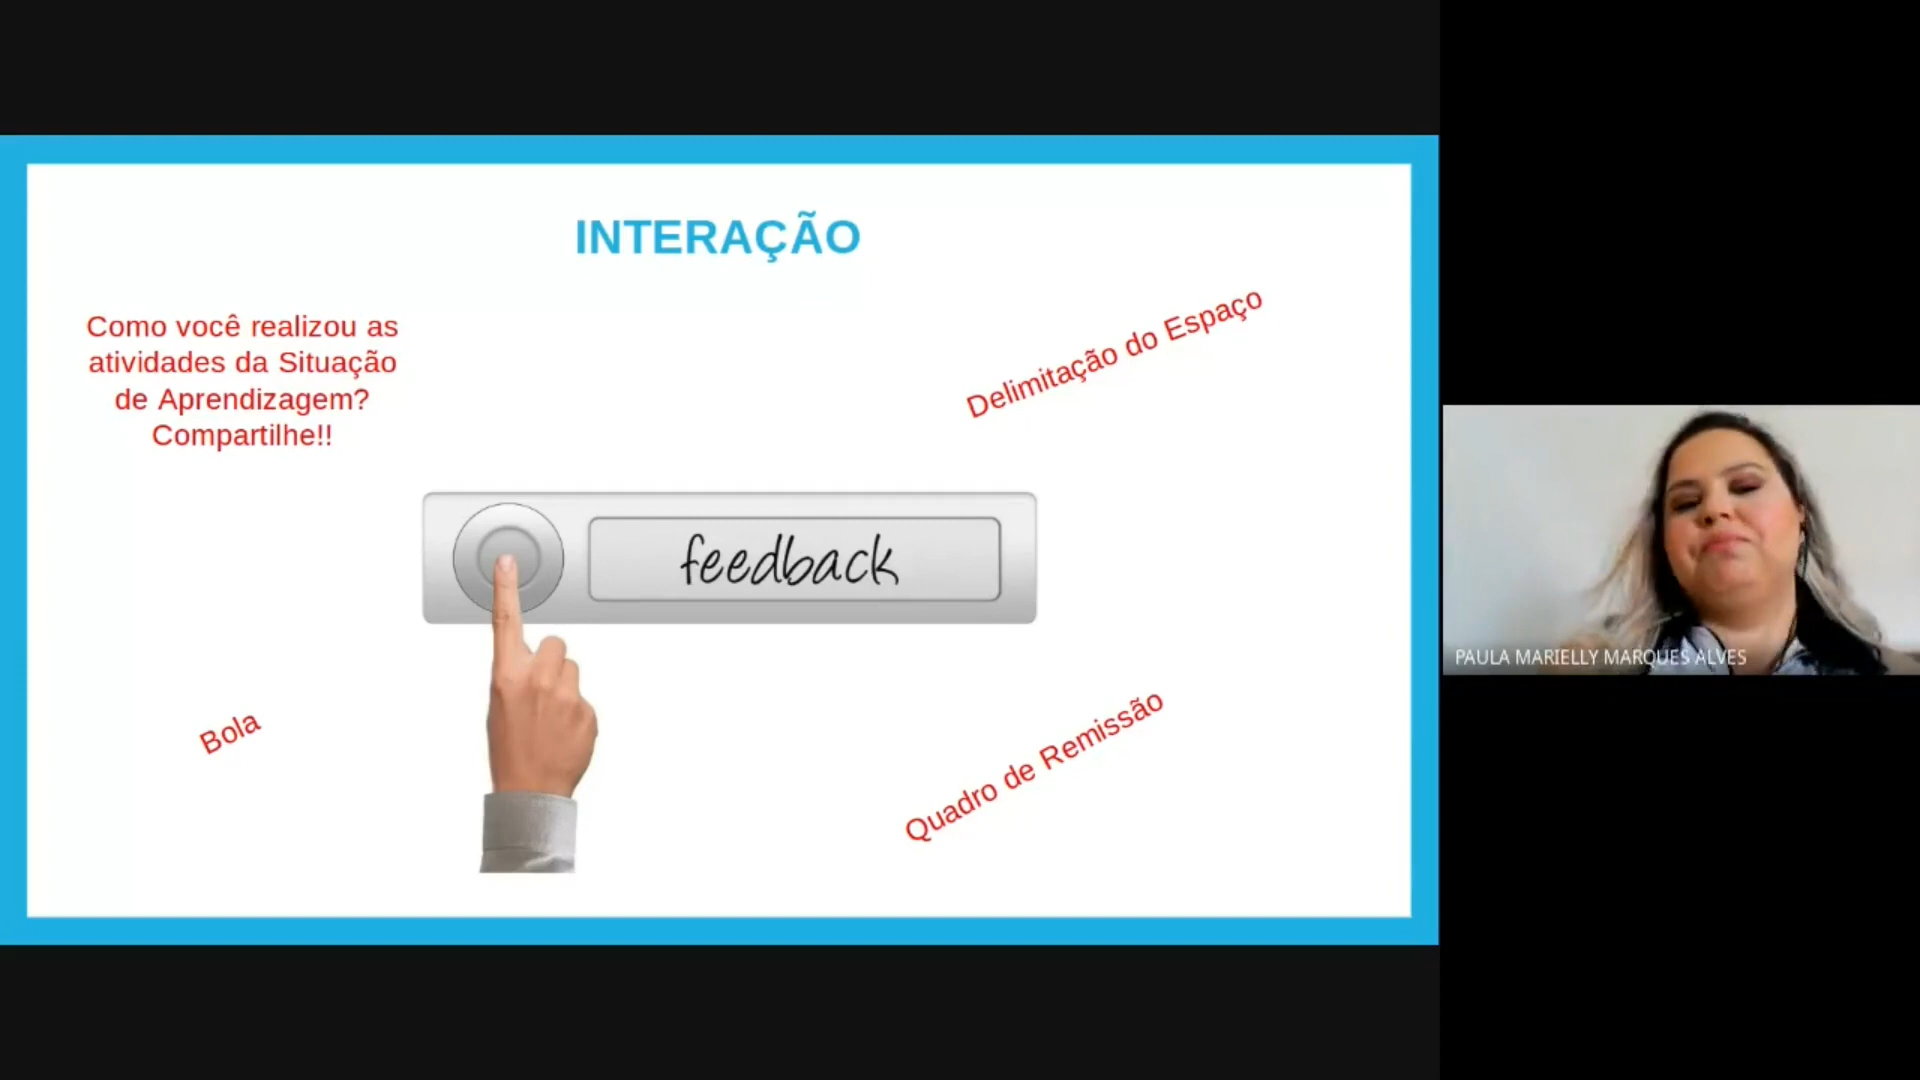 INTERAÇÃO
Como você realizou as
atividades da Situação
de Aprendizagem?
Compartilhe!!
Delimitação do Espaço
feedback
Bola
Quadro de Remissão
PAULA MARIELLY MARQUES ALVES